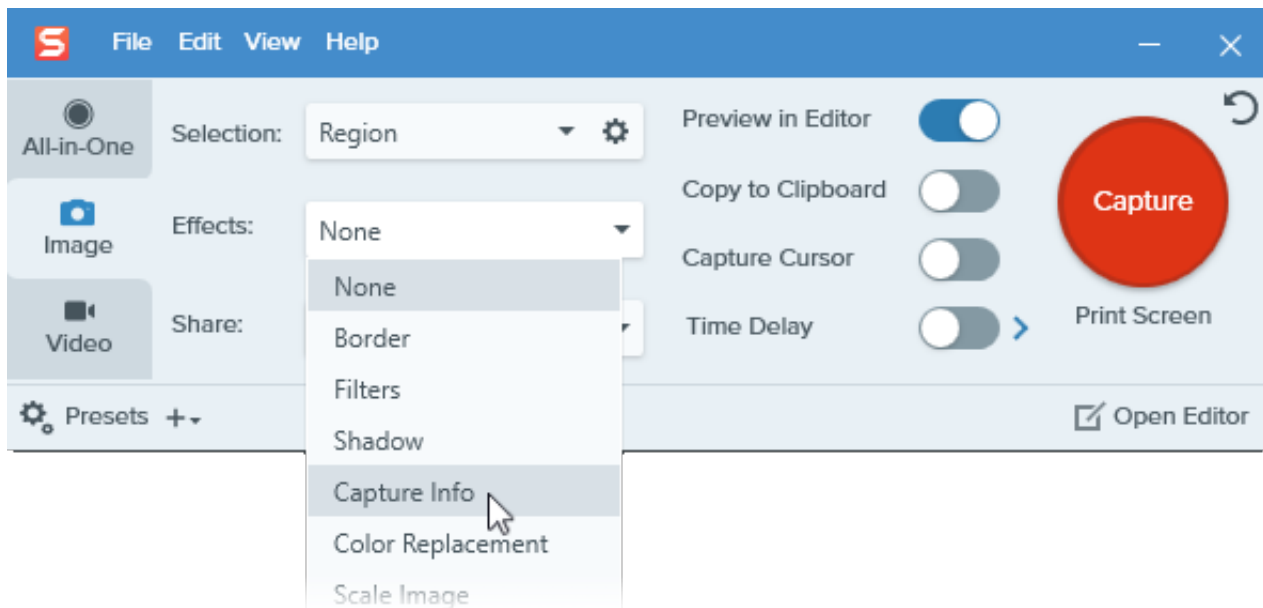 S File Edit View Help
All-in-One
Selection: Region
Preview in Editor
Copy to Clipboard
Capture
Image
Effects: None
Capture Cursor
None
Video
Share:
Time Delay
Print Screen
Border
Filters
Presets
Open Editor
Shadow
Capture Info
Color Replacement
Scale Image